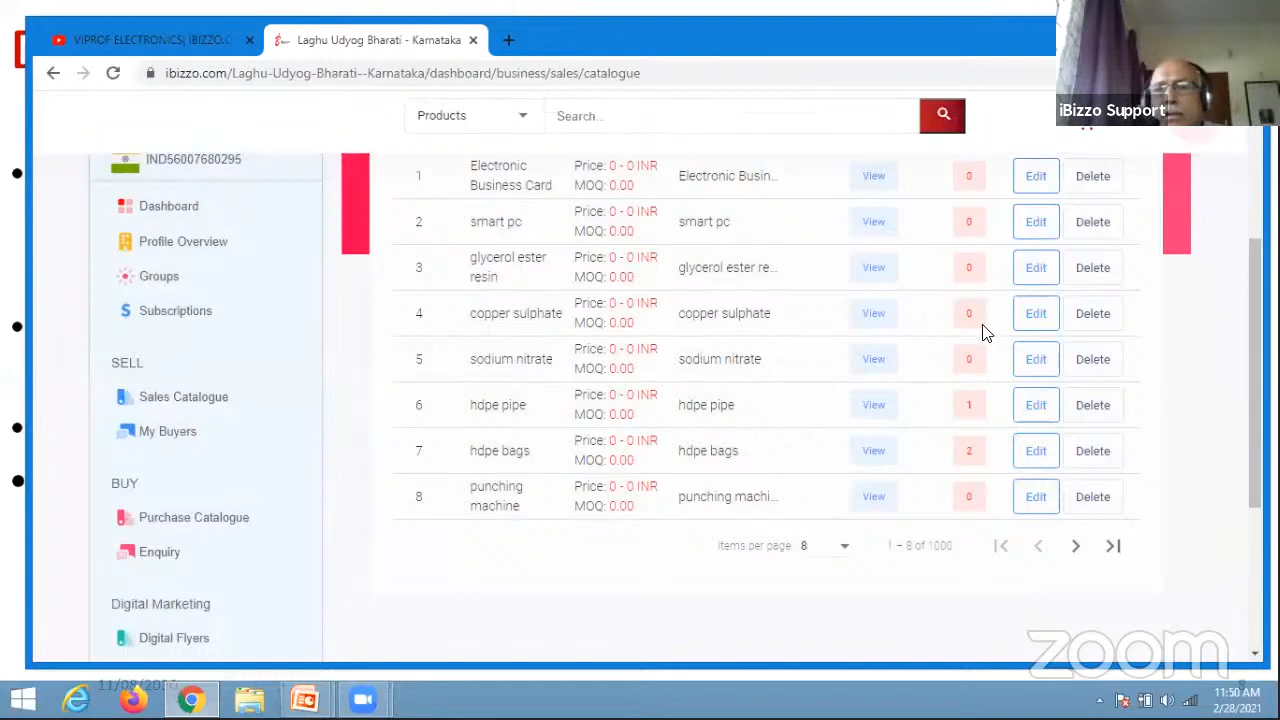 VIPROF ELECTRONICS| iBIZZO.C
Laghu Udyog Bharati - Karnataka
ibizzo.com/Laghu-Udyog-Bharati--Karnataka/dashboard/business/sales/catalogue
iBizzo Support
Products
Search...
IND56007680295
Dashboard
Profile Overview
Groups
Subscriptions
SELL
Sales Catalogue
My Buyers
BUY
Purchase Catalogue
Enquiry
Digital Marketing
Digital Flyers
1 Electronic Business Card Price: 0 - 0 INR MOQ: 0.00 Electronic Busin... View 0 Edit Delete
2 smart pc Price: 0 - 0 INR MOQ: 0.00 smart pc View 0 Edit Delete
3 glycerol ester resin Price: 0 - 0 INR MOQ: 0.00 glycerol ester re... View 0 Edit Delete
4 copper sulphate Price: 0 - 0 INR MOQ: 0.00 copper sulphate View 0 Edit Delete
5 sodium nitrate Price: 0 - 0 INR MOQ: 0.00 sodium nitrate View 0 Edit Delete
6 hdpe pipe Price: 0 - 0 INR MOQ: 0.00 hdpe pipe View 1 Edit Delete
7 hdpe bags Price: 0 - 0 INR MOQ: 0.00 hdpe bags View 2 Edit Delete
8 punching machine Price: 0 - 0 INR MOQ: 0.00 punching machi... View 0 Edit Delete
Items per page 8 1 – 8 of 1000
zoom
11:50 AM
2/28/2021